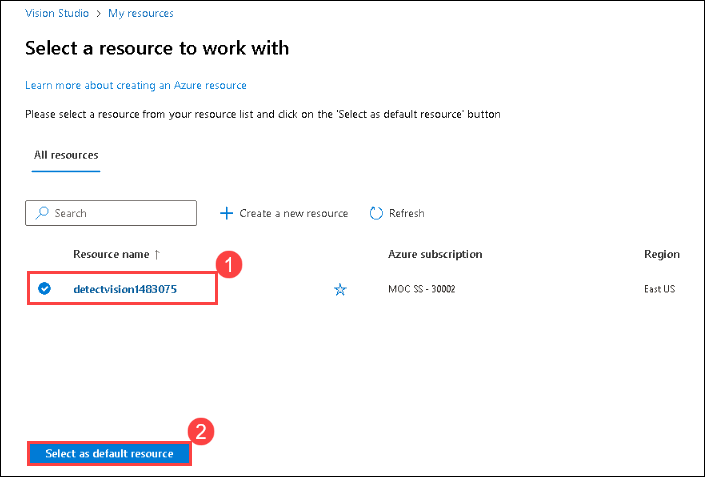 Vision Studio > My resources
Select a resource to work with
Learn more about creating an Azure resource
Please select a resource from your resource list and click on the 'Select as default resource' button
All resources
Search + Create a new resource Refresh
Resource name ↑ Azure subscription Region
1
detectvision1483075 MOC SS - 30002 East US
2
Select as default resource